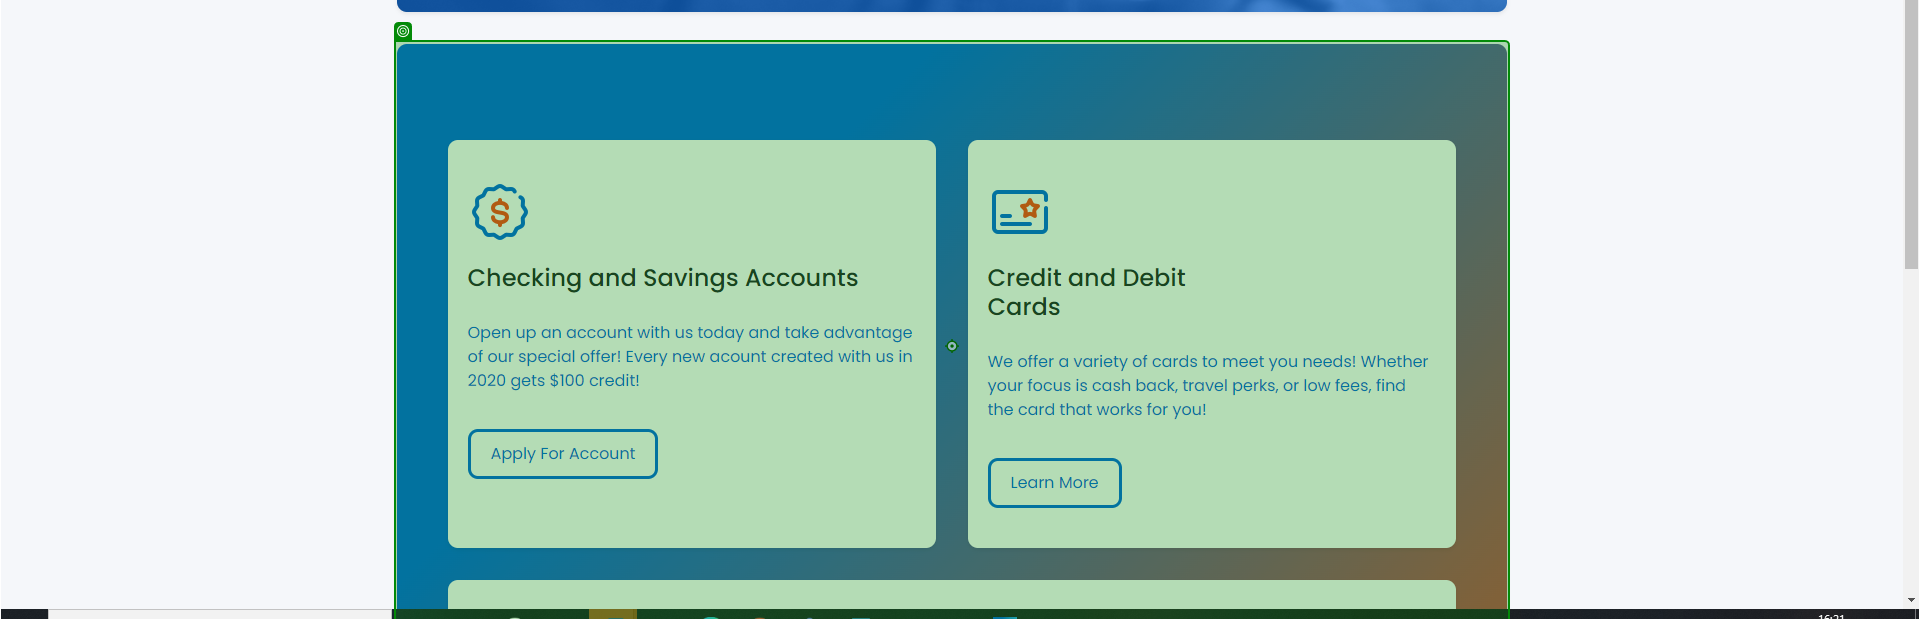 Checking and Savings Accounts
Open up an account with us today and take advantage
of our special offer! Every new acount created with us in
2020 gets $100 credit!
Apply For Account
Credit and Debit
Cards
We offer a variety of cards to meet you needs! Whether
your focus is cash back, travel perks, or low fees, find
the card that works for you!
Learn More